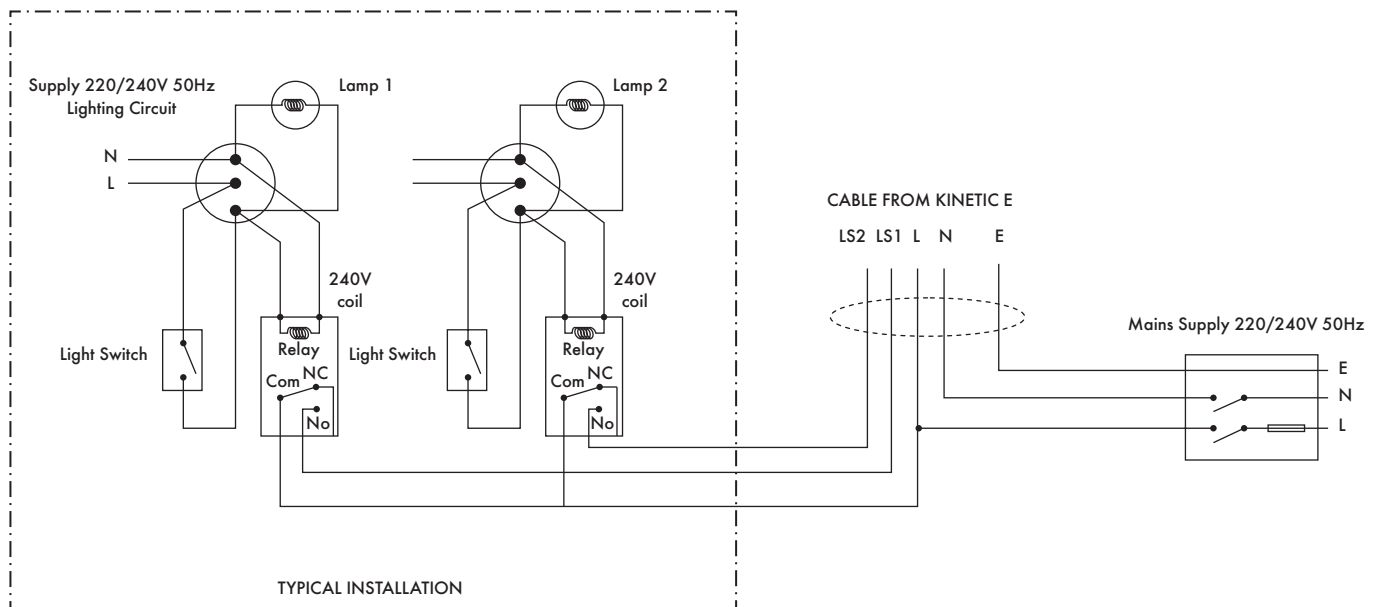 Supply 220/240V 50Hz
Lighting Circuit
Lamp 1
Lamp 2
N
L
CABLE FROM KINETIC E
LS2 LS1 L N E
240V
coil
240V
coil
Mains Supply 220/240V 50Hz
Light Switch
Relay
Light Switch
Relay
E
Com NC
Com NC
N
No
No
L
TYPICAL INSTALLATION